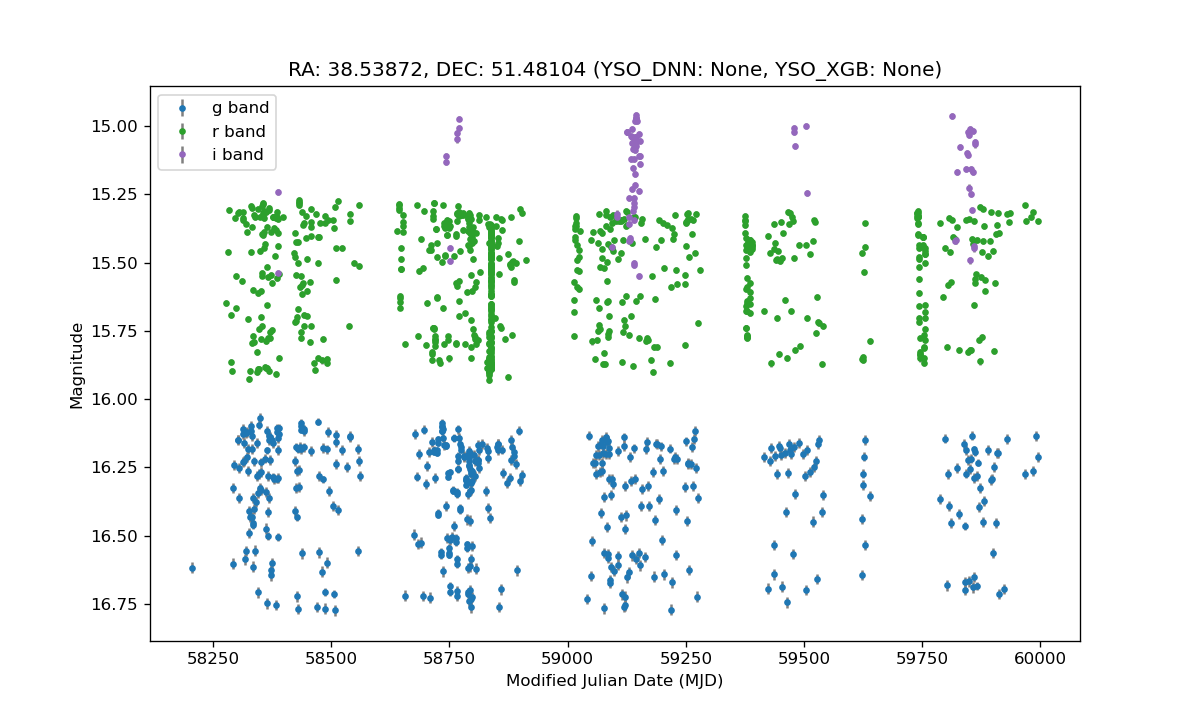 RA: 38.53872, DEC: 51.48104 (YSO_DNN: None, YSO_XGB: None)
g band
r band
i band
15.00
15.25
15.50
15.75
16.00
16.25
16.50
16.75
Magnitude
58250 58500 58750 59000 59250 59500 59750 60000
Modified Julian Date (MJD)